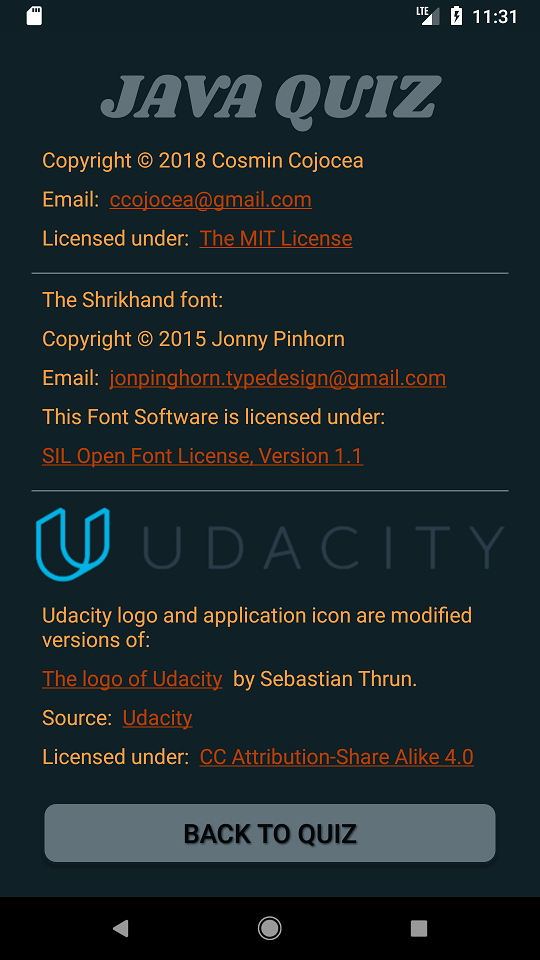 LTE 11:31
JAVA QUIZ
Copyright © 2018 Cosmin Cojocea
Email: ccojocea@gmail.com
Licensed under: The MIT License
The Shrikhand font:
Copyright © 2015 Jonny Pinhorn
Email: jonpinghorn.typedesign@gmail.com
This Font Software is licensed under:
SIL Open Font License, Version 1.1
UDACITY
Udacity logo and application icon are modified
versions of:
The logo of Udacity by Sebastian Thrun.
Source: Udacity
Licensed under: CC Attribution-Share Alike 4.0
BACK TO QUIZ